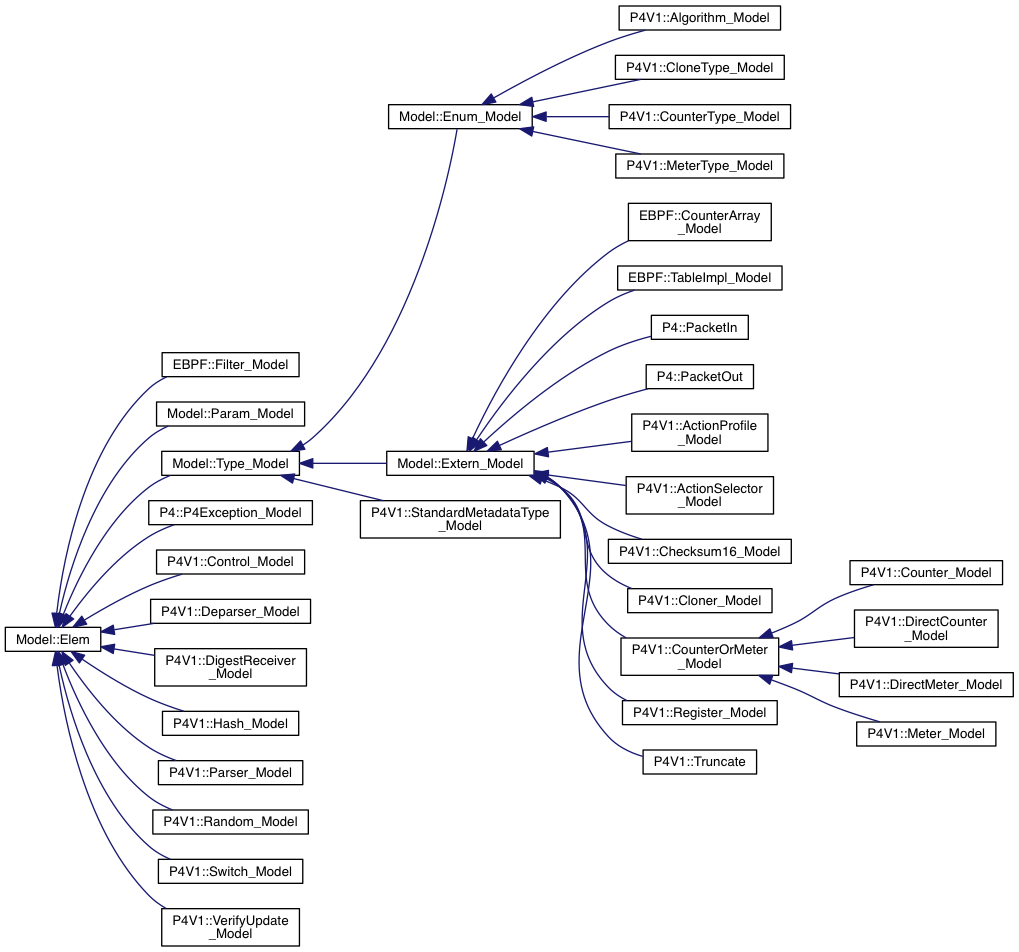 P4V1::Algorithm_Model
P4V1::CloneType_Model
Model::Enum_Model
P4V1::CounterType_Model
P4V1::MeterType_Model
EBPF::CounterArray
_Model
EBPF::TableImpl_Model
P4::PacketIn
EBPF::Filter_Model
P4::PacketOut
Model::Param_Model
P4V1::ActionProfile
_Model
Model::Type_Model
Model::Extern_Model
P4V1::ActionSelector
_Model
P4::P4Exception_Model
P4V1::StandardMetadataType
_Model
P4V1::Checksum16_Model
P4V1::Control_Model
P4V1::Counter_Model
P4V1::Cloner_Model
P4V1::Deparser_Model
P4V1::DirectCounter
_Model
Model::Elem
P4V1::CounterOrMeter
_Model
P4V1::DigestReceiver
_Model
P4V1::DirectMeter_Model
P4V1::Register_Model
P4V1::Hash_Model
P4V1::Meter_Model
P4V1::Truncate
P4V1::Parser_Model
P4V1::Random_Model
P4V1::Switch_Model
P4V1::VerifyUpdate
_Model